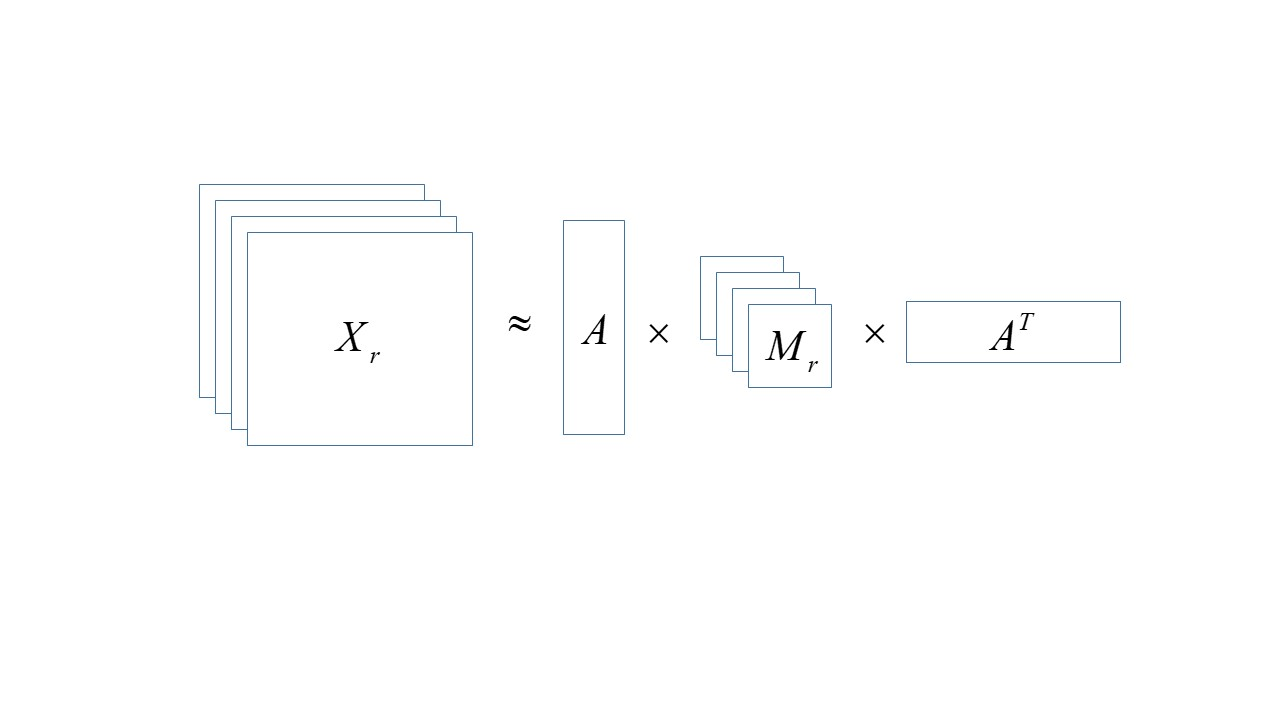 X_r ≈ A × M_r × A^T